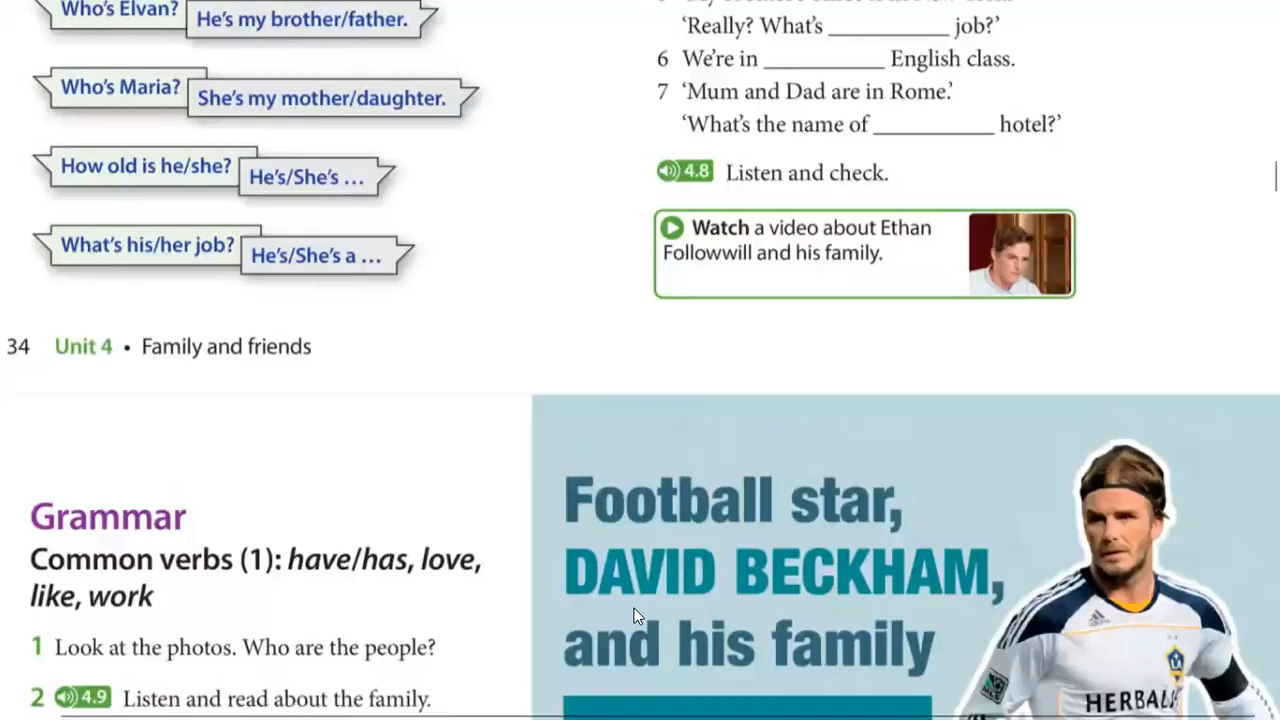 Who's Elvan?
He's my brother/father.
Who's Maria?
She's my mother/daughter.
How old is he/she?
He's/She's …
What's his/her job?
He's/She's a …
'Really? What's __________ job?'
6 We're in __________ English class.
7 'Mum and Dad are in Rome.'
'What's the name of __________ hotel?'
4.8 Listen and check.
Watch a video about Ethan
Followwill and his family.
34 Unit 4 • Family and friends
Grammar
Common verbs (1): have/has, love,
like, work
1 Look at the photos. Who are the people?
2 4.9 Listen and read about the family.
Football star,
DAVID BECKHAM,
and his family
LA
HERBAL